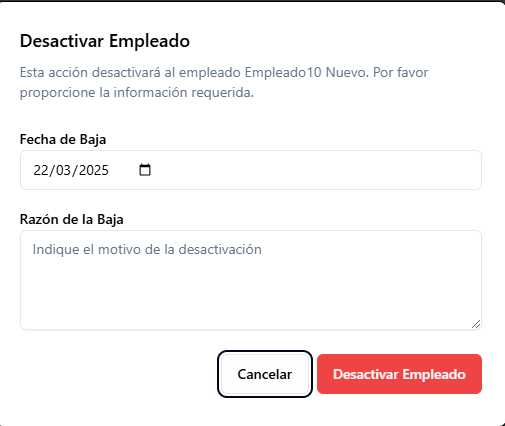 Desactivar Empleado
Esta acción desactivará al empleado Empleado10 Nuevo. Por favor
proporcione la información requerida.
Fecha de Baja
22/03/2025
Razón de la Baja
Indique el motivo de la desactivación
Cancelar
Desactivar Empleado